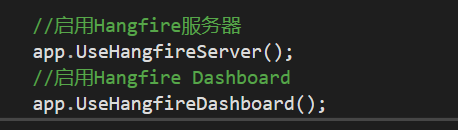 //启用Hangfire服务器
app.UseHangfireServer();
//启用Hangfire Dashboard
app.UseHangfireDashboard();